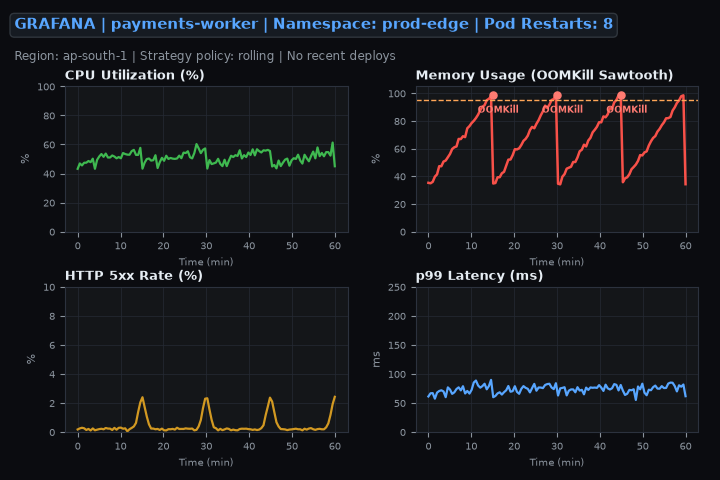 GRAFANA | payments-worker | Namespace: prod-edge | Pod Restarts: 8
Region: ap-south-1 | Strategy policy: rolling | No recent deploys
CPU Utilization (%)
100
80
60
40
20
0
%
0 10 20 30 40 50 60
Time (min)
Memory Usage (OOMKill Sawtooth)
100
80
60
40
20
0
%
OOMKill OOMKill OOMKill
0 10 20 30 40 50 60
Time (min)
HTTP 5xx Rate (%)
10
8
6
4
2
0
%
0 10 20 30 40 50 60
Time (min)
p99 Latency (ms)
250
200
150
100
50
0
ms
0 10 20 30 40 50 60
Time (min)